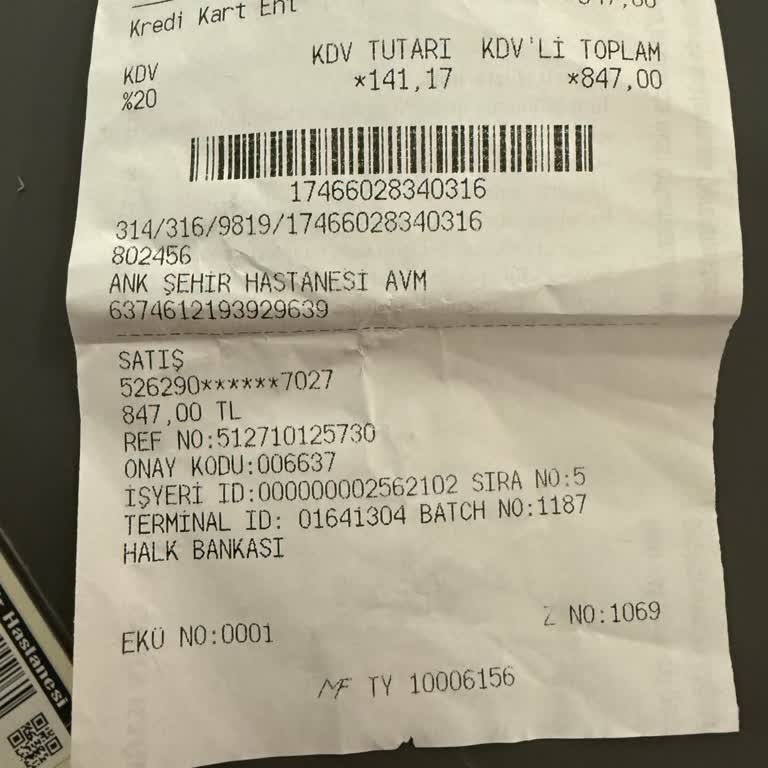 Kredi Kart Ent 847,00
KDV KDV TUTARI KDV'Lİ TOPLAM
%20 *141,17 *847,00
17466028340316
314/316/9819/17466028340316
802456
ANK ŞEHİR HASTANESİ AVM
6374612193929639
SATIŞ
526290******7027
847,00 TL
REF NO:512710125730
ONAY KODU:006637
İŞYERİ ID:000000002562102 SIRA NO:5
TERMİNAL ID: 01641304 BATCH NO:1187
HALK BANKASI
EKÜ NO:0001 Z NO:1069
MF TY 10006156
Hastanesi